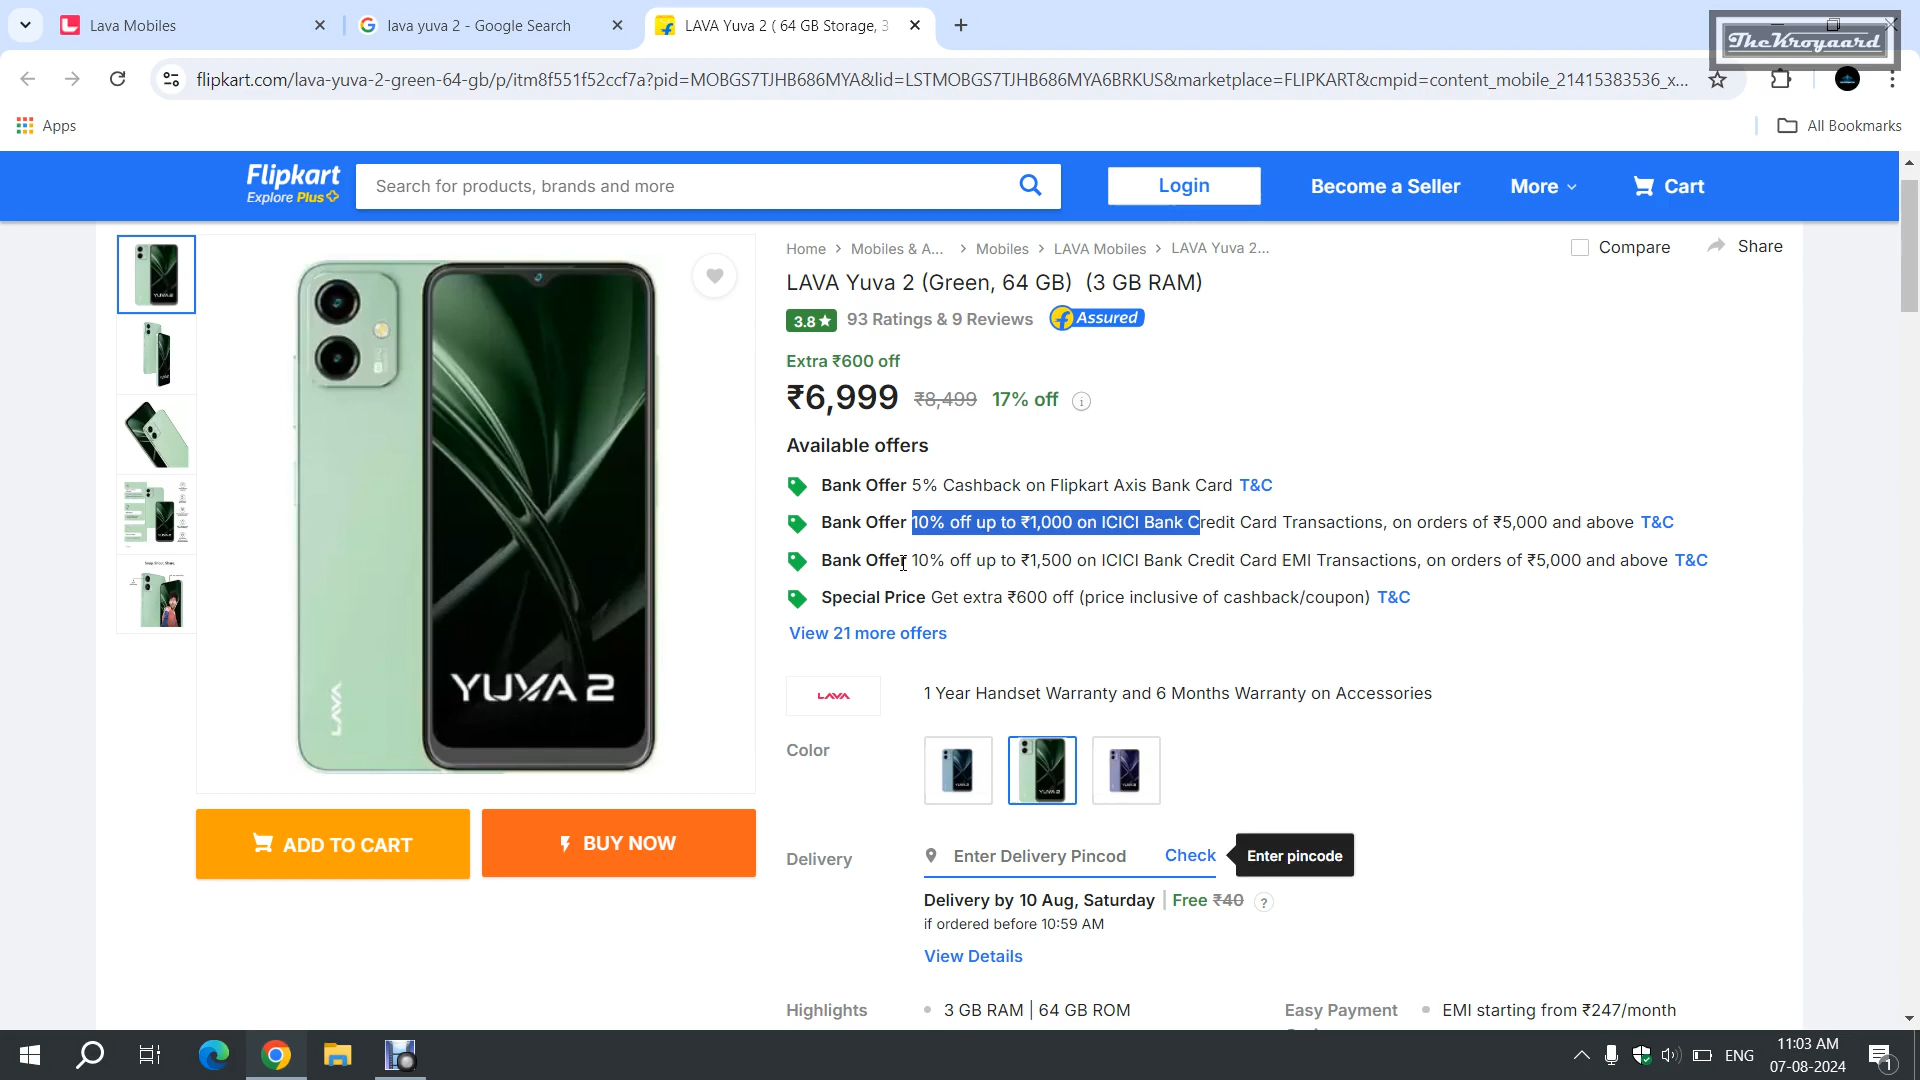 Lava Mobiles
lava yuva 2 - Google Search
LAVA Yuva 2 ( 64 GB Storage, 3
TheKroyaard
flipkart.com/lava-yuva-2-green-64-gb/p/itm8f551f52ccf7a?pid=MOBGS7TJHB686MYA&lid=LSTMOBGS7TJHB686MYA6BRKUS&marketplace=FLIPKART&cmpid=content_mobile_21415383536_x...
Apps
All Bookmarks
Flipkart
Explore Plus
Search for products, brands and more
Login
Become a Seller
More
Cart
Home
Mobiles & A...
Mobiles
LAVA Mobiles
LAVA Yuva 2...
Compare
Share
LAVA Yuva 2 (Green, 64 GB) (3 GB RAM)
3.8★ 93 Ratings & 9 Reviews Assured
Extra ₹600 off
₹6,999 ₹8,499 17% off
Available offers
Bank Offer 5% Cashback on Flipkart Axis Bank Card T&C
Bank Offer 10% off up to ₹1,000 on ICICI Bank Credit Card Transactions, on orders of ₹5,000 and above T&C
Bank Offer 10% off up to ₹1,500 on ICICI Bank Credit Card EMI Transactions, on orders of ₹5,000 and above T&C
Special Price Get extra ₹600 off (price inclusive of cashback/coupon) T&C
View 21 more offers
LAVA
YUVA 2
ADD TO CART
BUY NOW
LAVA
1 Year Handset Warranty and 6 Months Warranty on Accessories
Color
YUVA 2
Delivery
Enter Delivery Pincod
Check
Enter pincode
Delivery by 10 Aug, Saturday | Free ₹40 ?
if ordered before 10:59 AM
View Details
Highlights
3 GB RAM | 64 GB ROM
Easy Payment
EMI starting from ₹247/month
ENG
11:03 AM
07-08-2024
1